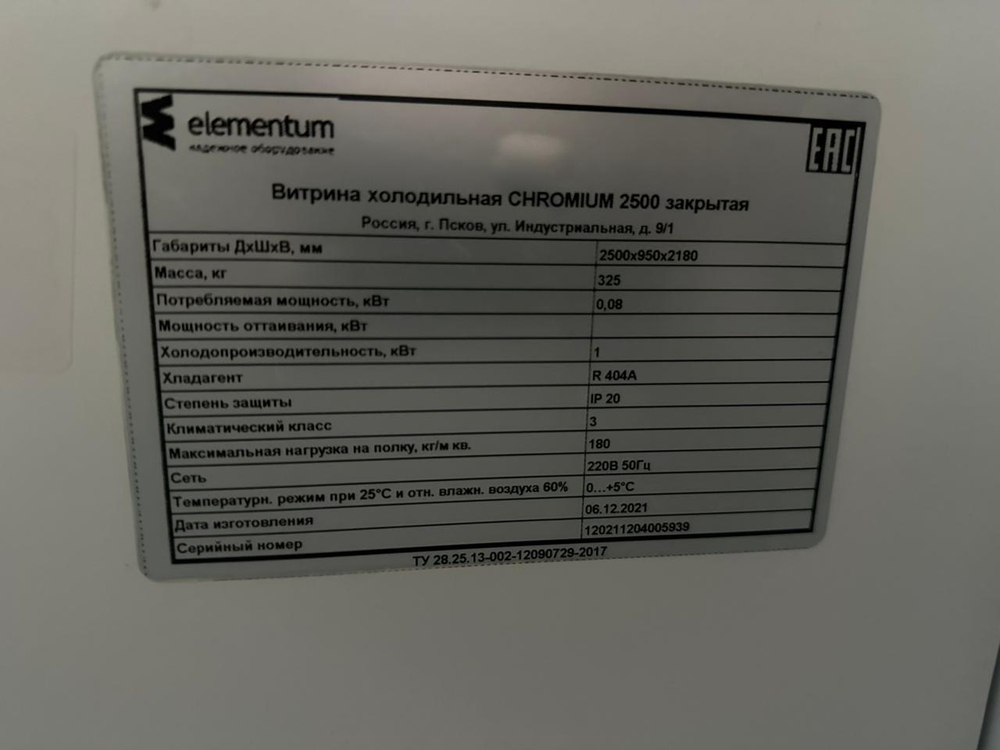 elementum
надежное оборудование
EAC
Витрина холодильная CHROMIUM 2500 закрытая
Россия, г. Псков, ул. Индустриальная, д. 9/1
Габариты ДхШхВ, мм 2500х950х2180
Масса, кг 325
Потребляемая мощность, кВт 0,08
Мощность оттаивания, кВт
Холодопроизводительность, кВт 1
Хладагент R 404A
Степень защиты IP 20
Климатический класс 3
Максимальная нагрузка на полку, кг/м кв. 180
Сеть 220В 50Гц
Температурн. режим при 25°С и отн. влажн. воздуха 60% 0...+5°С
Дата изготовления 06.12.2021
Серийный номер 120211204005939
ТУ 28.25.13-002-12090729-2017